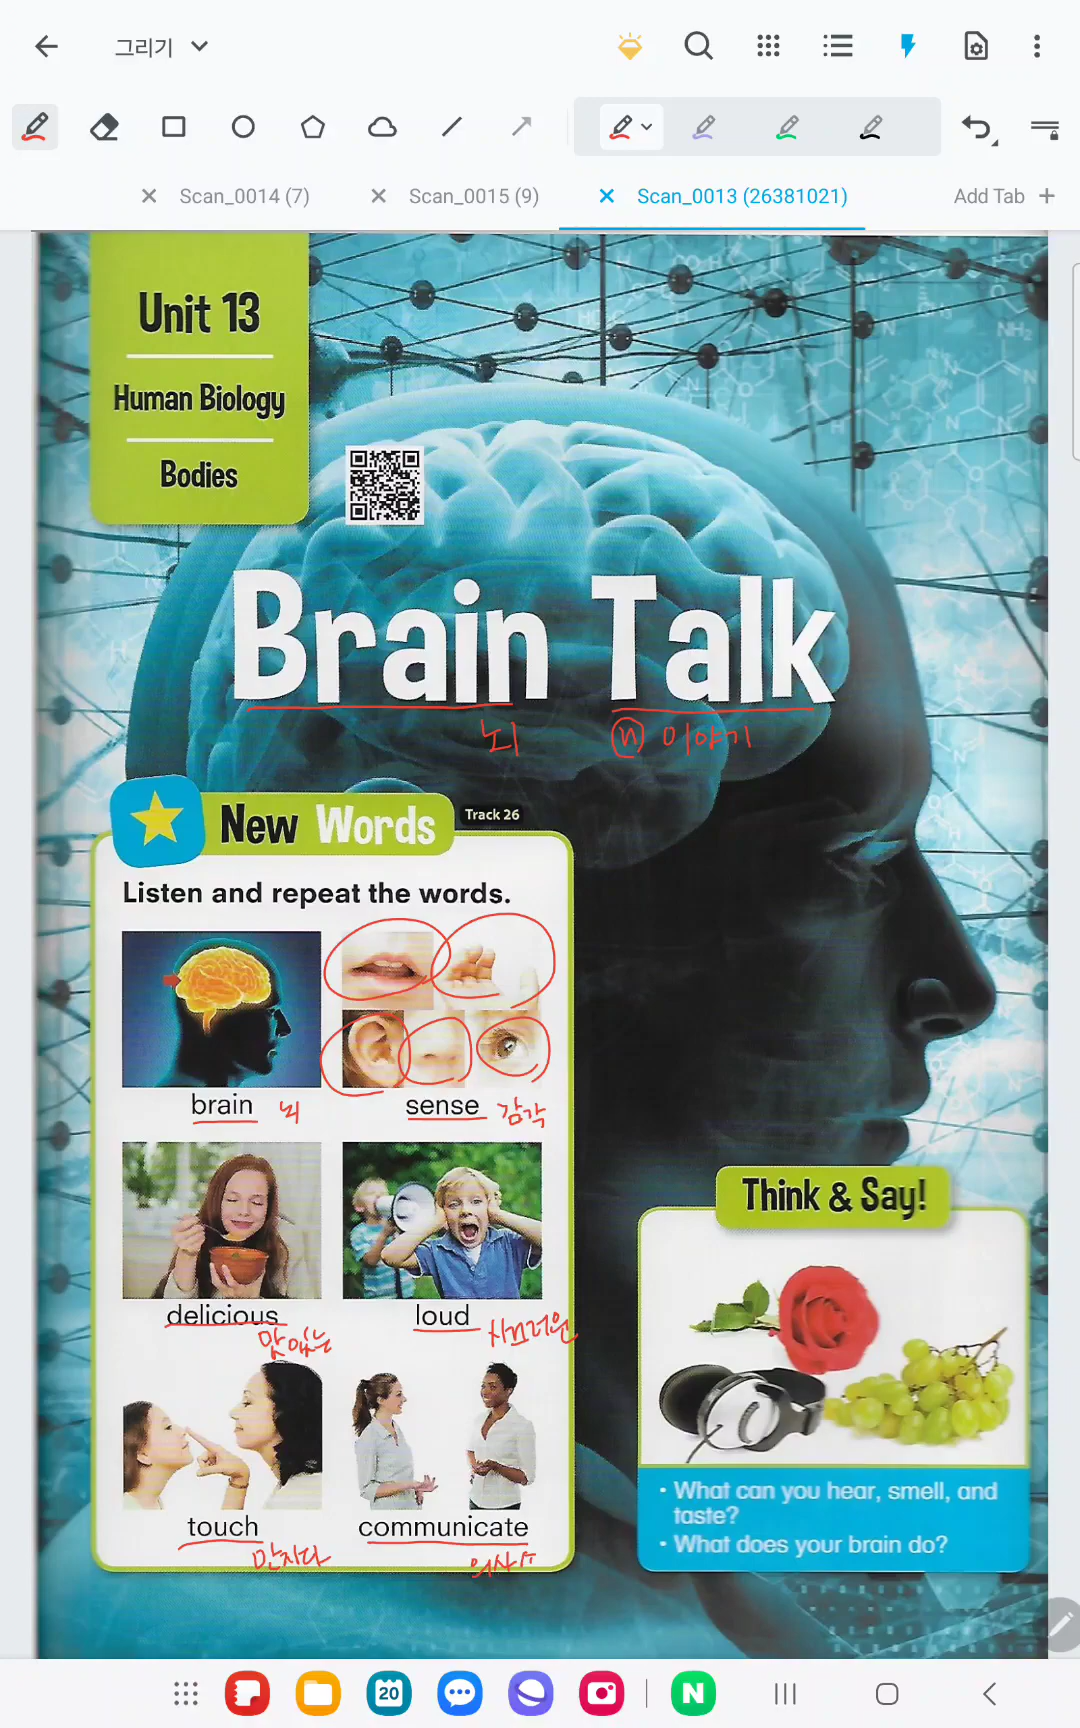 그리기
Scan_0014 (7)
Scan_0015 (9)
Scan_0013 (26381021)
Add Tab +
Unit 13
Human Biology
Bodies
Brain Talk
뇌
n 이야기
New Words
Track 26
Listen and repeat the words.
brain 뇌
sense 감각
delicious
맛있는
loud
시끄러운
touch
만지다
communicate
의사소
Think & Say!
• What can you hear, smell, and
taste?
• What does your brain do?
20
N